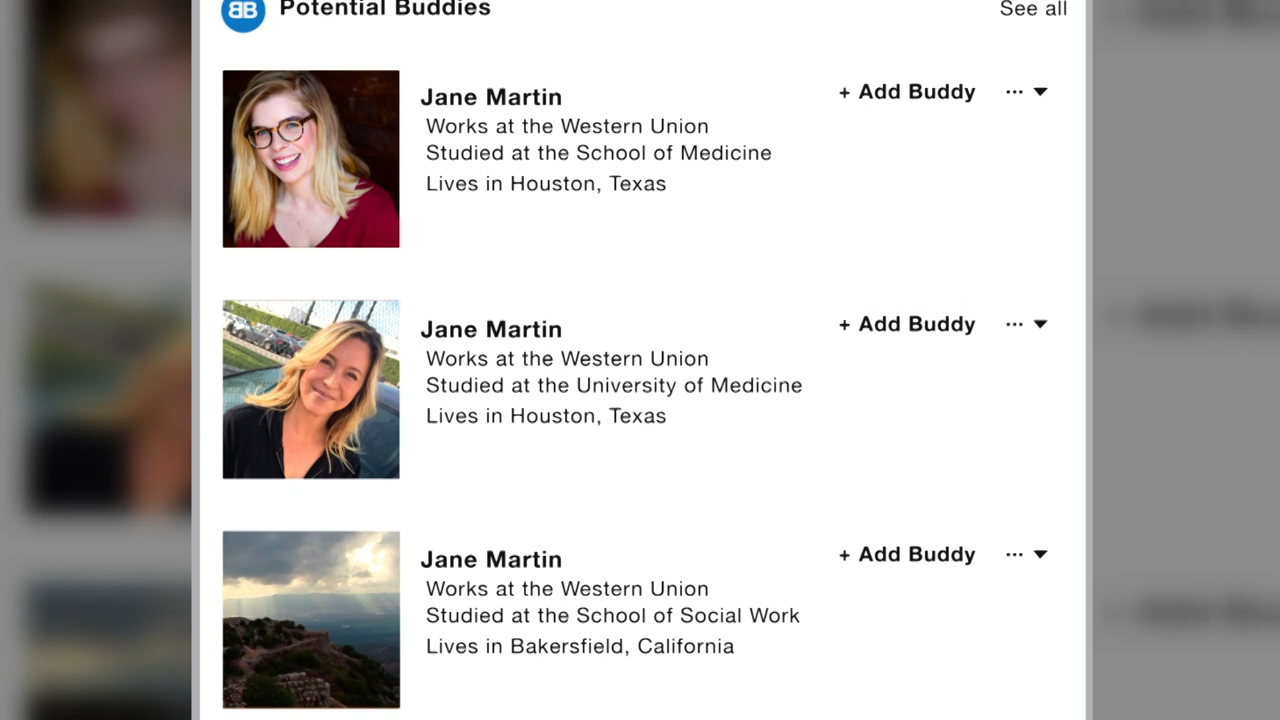 BB Potential Buddies See all
Jane Martin + Add Buddy ...
Works at the Western Union
Studied at the School of Medicine
Lives in Houston, Texas
Jane Martin + Add Buddy ...
Works at the Western Union
Studied at the University of Medicine
Lives in Houston, Texas
Jane Martin + Add Buddy ...
Works at the Western Union
Studied at the School of Social Work
Lives in Bakersfield, California